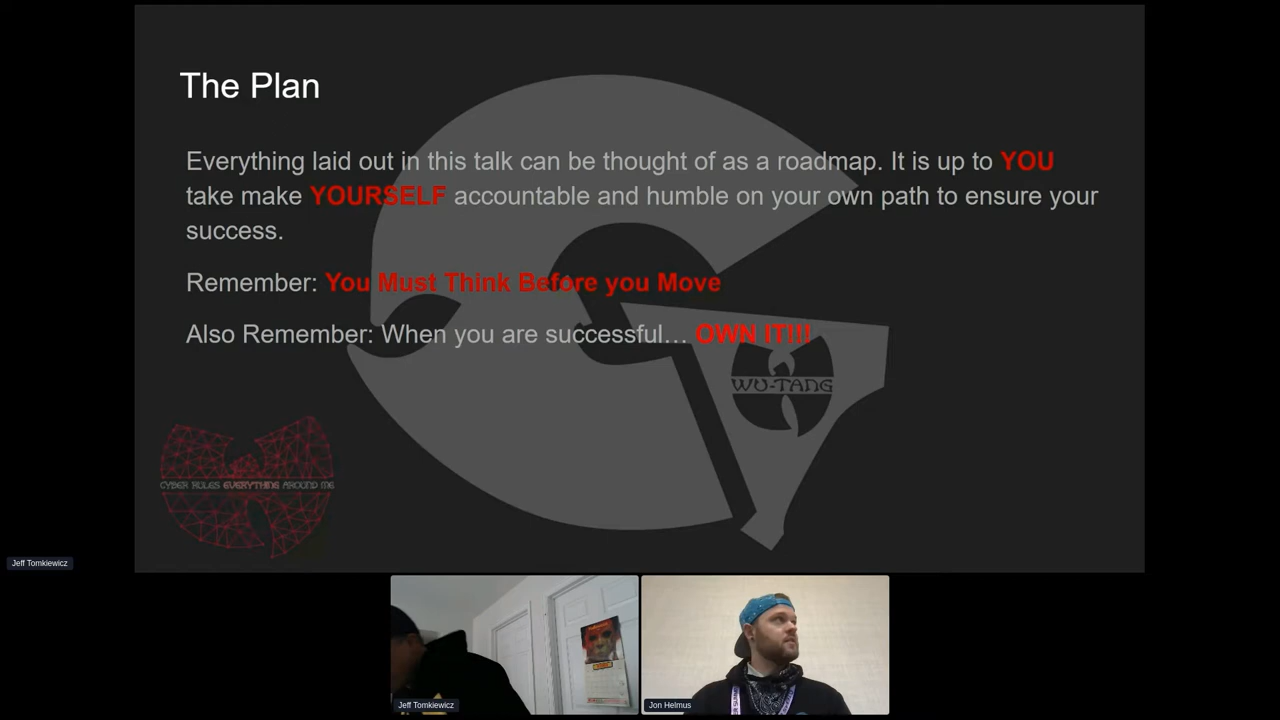 The Plan
Everything laid out in this talk can be thought of as a roadmap. It is up to YOU
take make YOURSELF accountable and humble on your own path to ensure your
success.
Remember: You Must Think Before you Move
Also Remember: When you are successful… OWN IT!!!
WU-TANG
CYBER RULES EVERYTHING AROUND ME
Jeff Tomkiewicz
Jeff Tomkiewicz
Jon Helmus